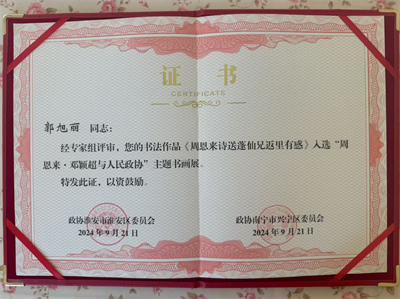 证 书
CERTIFICATE
郭旭丽 同志：
经专家组评审，您的书法作品《周恩来诗送蓬仙兄返里有感》入选“周
恩来·邓颖超与人民政协”主题书画展。
特发此证，以资鼓励。
政协淮安市淮安区委员会
2024年9月21日
政协南宁市兴宁区委员会
2024年9月21日